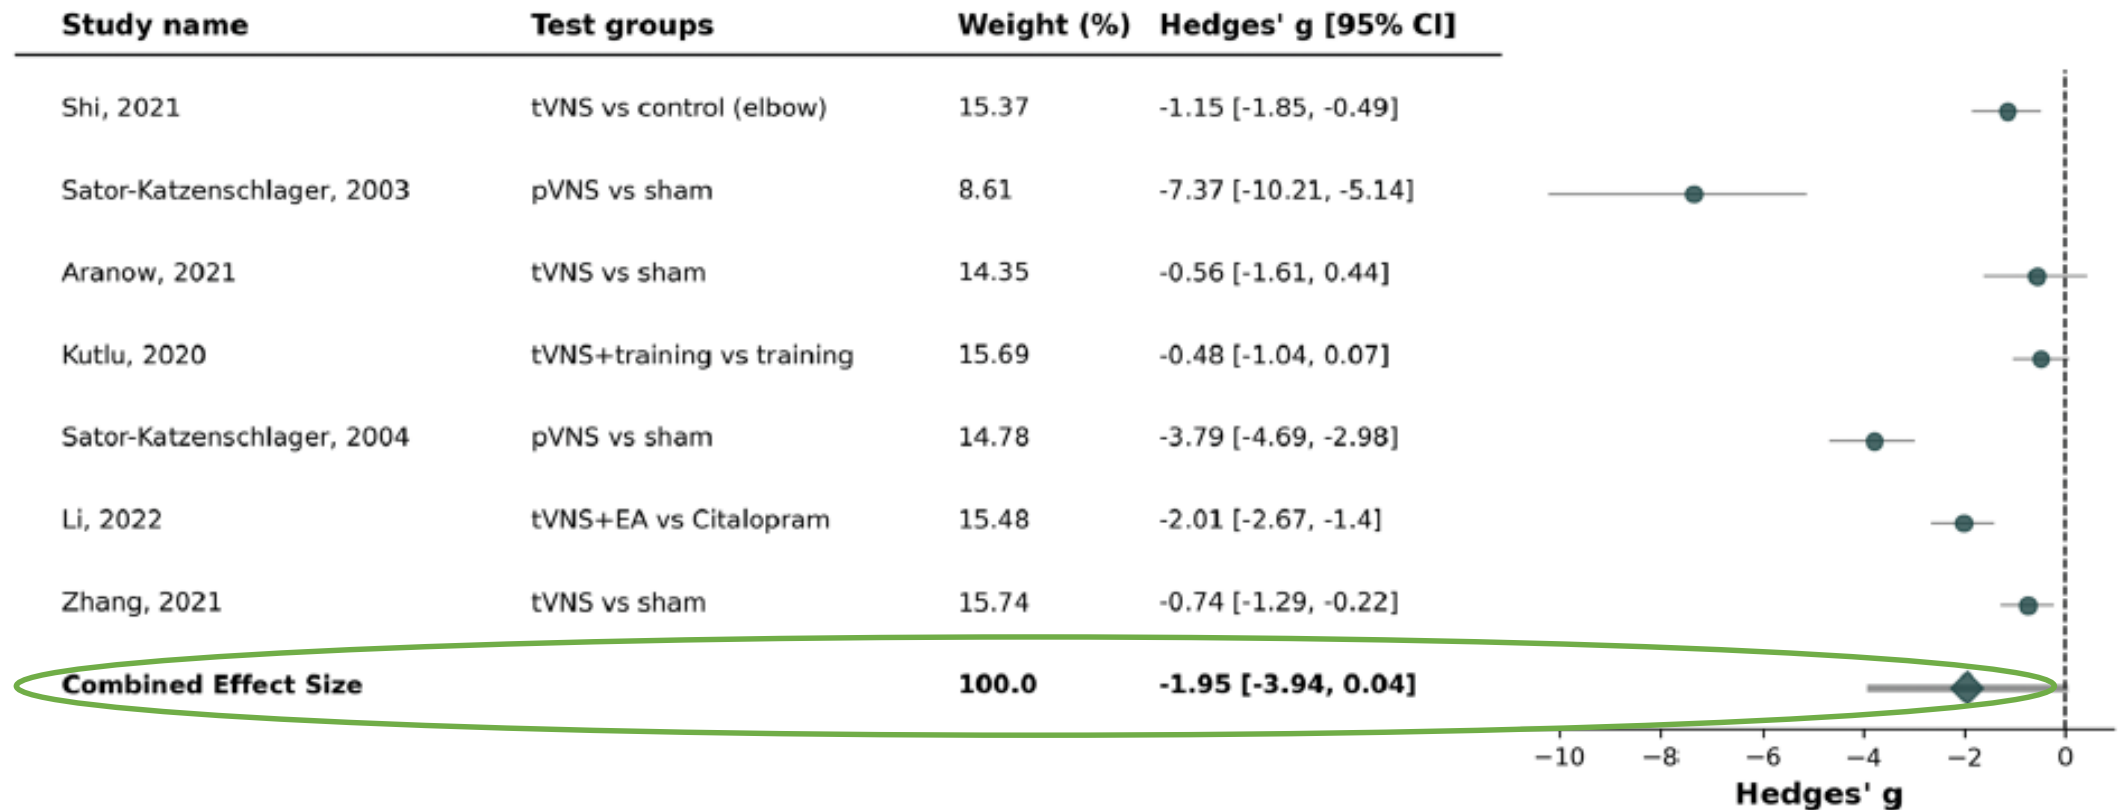 Study name Test groups Weight (%) Hedges' g [95% CI]
Shi, 2021 tVNS vs control (elbow) 15.37 -1.15 [-1.85, -0.49]
Sator-Katzenschlager, 2003 pVNS vs sham 8.61 -7.37 [-10.21, -5.14]
Aranow, 2021 tVNS vs sham 14.35 -0.56 [-1.61, 0.44]
Kutlu, 2020 tVNS+training vs training 15.69 -0.48 [-1.04, 0.07]
Sator-Katzenschlager, 2004 pVNS vs sham 14.78 -3.79 [-4.69, -2.98]
Li, 2022 tVNS+EA vs Citalopram 15.48 -2.01 [-2.67, -1.4]
Zhang, 2021 tVNS vs sham 15.74 -0.74 [-1.29, -0.22]
Combined Effect Size 100.0 -1.95 [-3.94, 0.04]
−10 −8 −6 −4 −2 0
Hedges' g